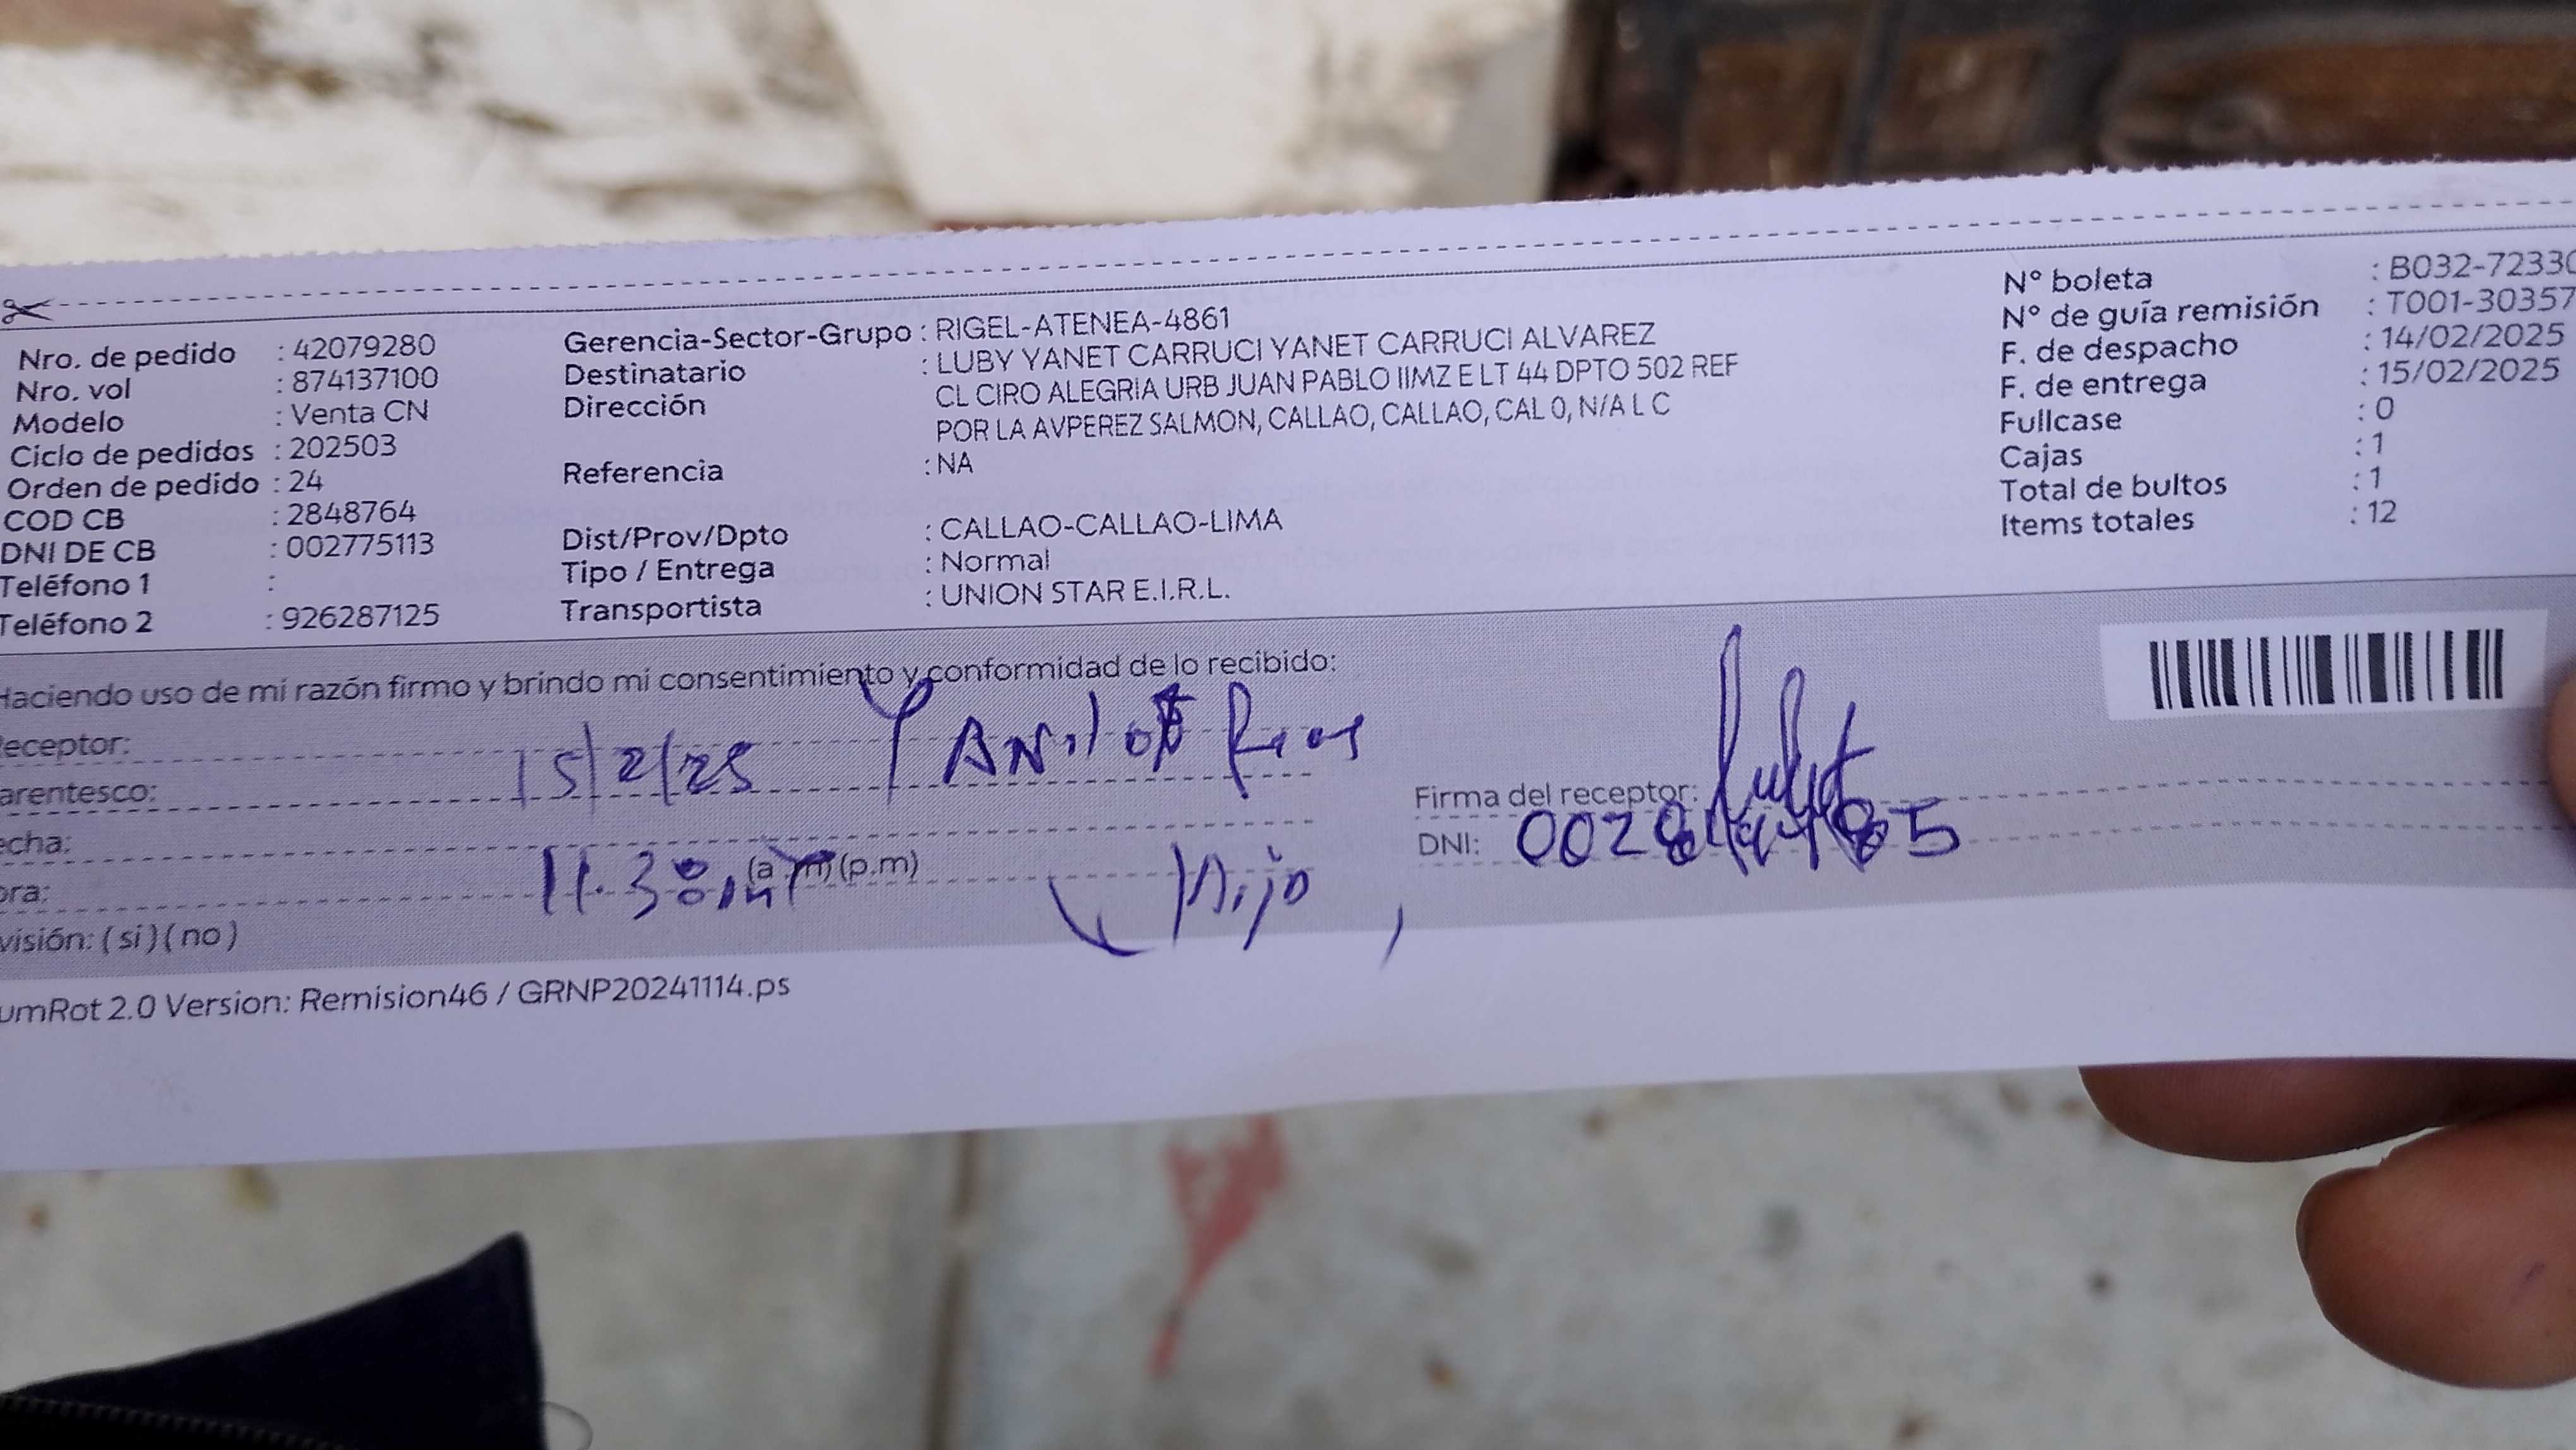 Nro. de pedido : 42079280
Nro. vol : 874137100
Modelo : Venta CN
Ciclo de pedidos : 202503
Orden de pedido : 24
COD CB : 2848764
DNI DE CB : 002775113
Teléfono 1 :
Teléfono 2 : 926287125
Gerencia-Sector-Grupo : RIGEL-ATENEA-4861
Destinatario : LUBY YANET CARRUCI YANET CARRUCI ALVAREZ
Dirección CL CIRO ALEGRIA URB JUAN PABLO IIMZ E LT 44 DPTO 502 REF
POR LA AVPEREZ SALMON, CALLAO, CALLAO, CAL 0, N/A L C
Referencia : NA
Dist/Prov/Dpto : CALLAO-CALLAO-LIMA
Tipo / Entrega : Normal
Transportista : UNION STAR E.I.R.L.
N° boleta : B032-7233
N° de guía remisión : T001-30357
F. de despacho : 14/02/2025
F. de entrega : 15/02/2025
Fullcase : 0
Cajas : 1
Total de bultos : 1
Items totales : 12
Haciendo uso de mi razón firmo y brindo mi consentimiento y conformidad de lo recibido:
eceptor:
arentesco: 15/2/25 Rios
echa:
ora: 11.38 (a.m) (p.m) Hijo
visión: ( si ) ( no )
Firma del receptor:
DNI:
umRot 2.0 Version: Remision46 / GRNP20241114.ps